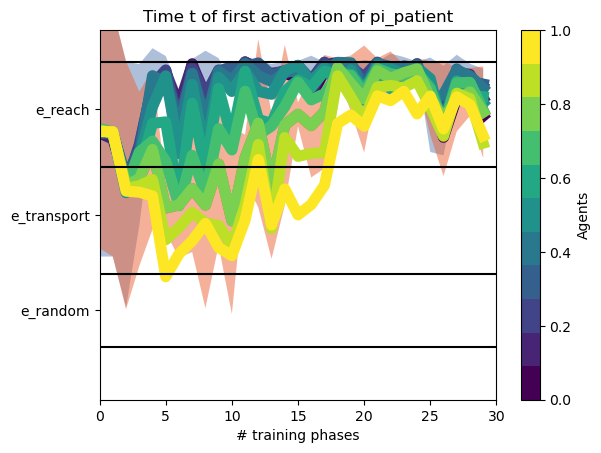 Time t of first activation of pi_patient
e_reach
e_transport
e_random
0 5 10 15 20 25 30
# training phases
1.0
0.8
0.6
0.4
0.2
0.0
Agents